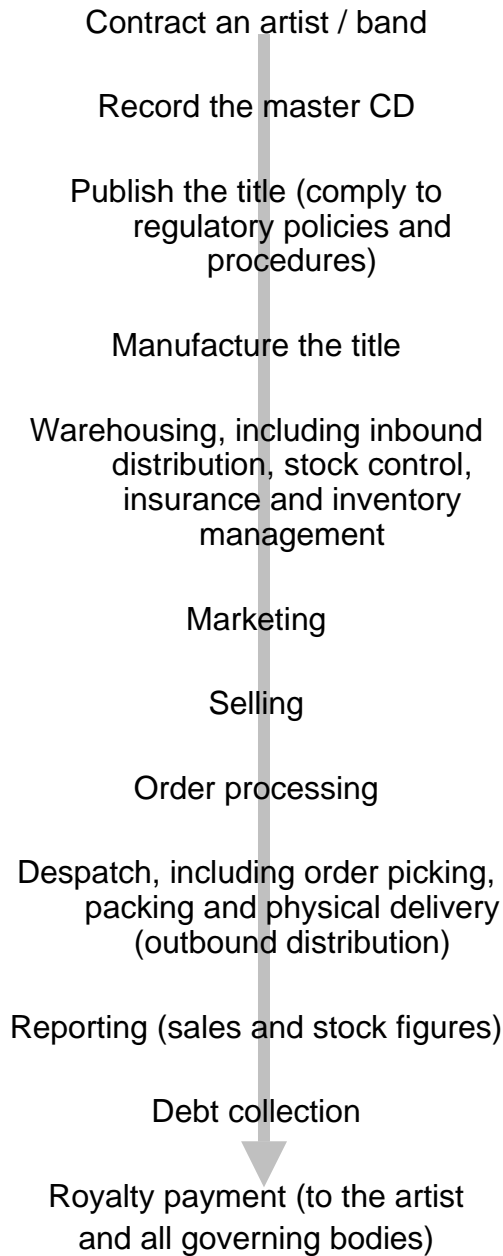 Contract an artist / band
Record the master CD
Publish the title (comply to
regulatory policies and
procedures)
Manufacture the title
Warehousing, including inbound
distribution, stock control,
insurance and inventory
management
Marketing
Selling
Order processing
Despatch, including order picking,
packing and physical delivery
(outbound distribution)
Reporting (sales and stock figures)
Debt collection
Royalty payment (to the artist
and all governing bodies)